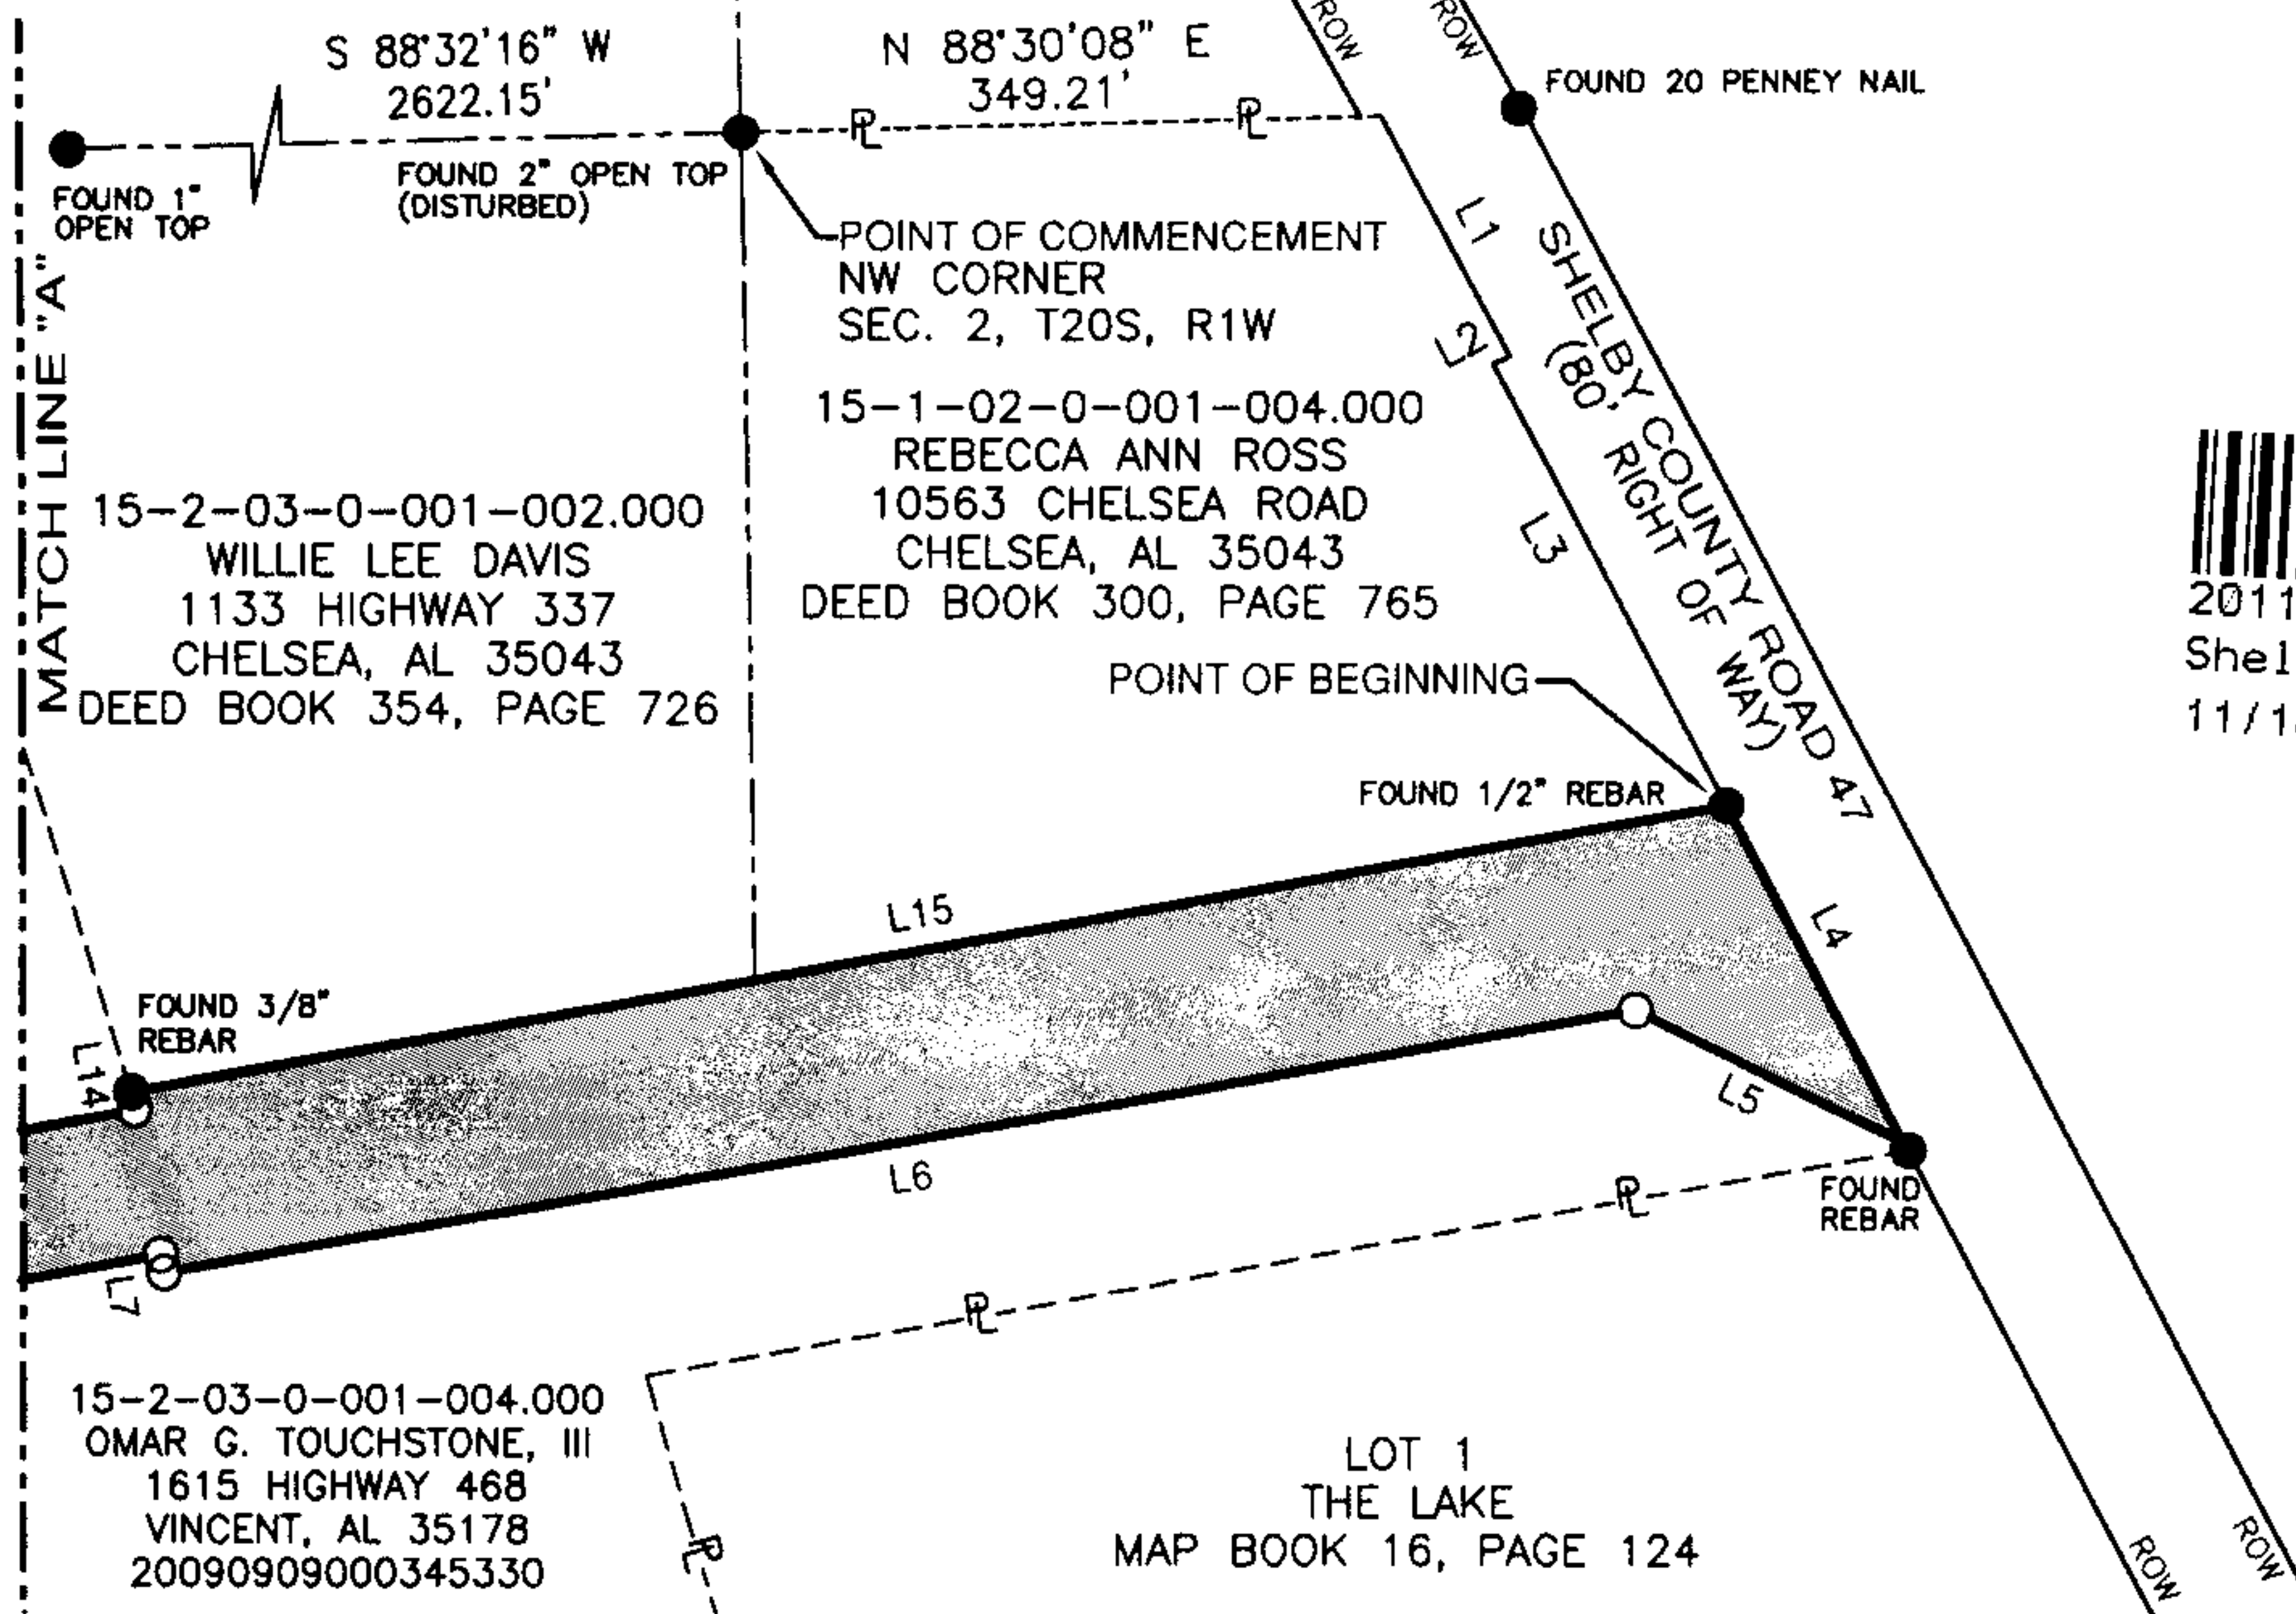 S 88°32'16" W
2622.15'
N 88°30'08" E
349.21'
ROW
ROW
FOUND 20 PENNEY NAIL
PL
PL
FOUND 1"
OPEN TOP
FOUND 2" OPEN TOP
(DISTURBED)
POINT OF COMMENCEMENT
NW CORNER
SEC. 2, T20S, R1W
L1
L2
L3
SHELBY COUNTY ROAD 47
(80' RIGHT OF WAY)
MATCH LINE "A"
15-2-03-0-001-002.000
WILLIE LEE DAVIS
1133 HIGHWAY 337
CHELSEA, AL 35043
DEED BOOK 354, PAGE 726
15-1-02-0-001-004.000
REBECCA ANN ROSS
10563 CHELSEA ROAD
CHELSEA, AL 35043
DEED BOOK 300, PAGE 765
2011
Shel
11/1
POINT OF BEGINNING
FOUND 1/2" REBAR
L15
L4
FOUND 3/8"
REBAR
L14
L5
L6
L7
FOUND
REBAR
PL
PL
PL
15-2-03-0-001-004.000
OMAR G. TOUCHSTONE, III
1615 HIGHWAY 468
VINCENT, AL 35178
20090909000345330
LOT 1
THE LAKE
MAP BOOK 16, PAGE 124
ROW
ROW